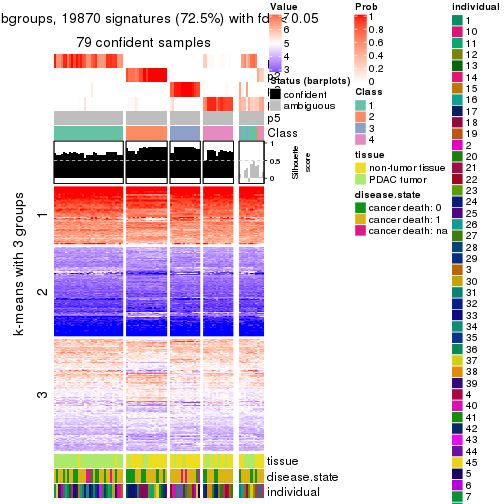 bgroups, 19870 signatures (72.5%) with fd 0.05
79 confident samples
p5
Class
1
0.5
0
Silhouette
score
k-means with 3 groups
1
2
3
tissue
disease.state
individual
Value
7
6
5
4
3
Status (barplots)
confident
ambiguous
Prob
1
0.8
0.6
0.4
0.2
0
Class
1
2
3
4
tissue
non-tumor tissue
PDAC tumor
disease.state
cancer death: 0
cancer death: 1
cancer death: na
individual
1
10
11
12
13
14
15
16
17
18
19
2
20
21
22
23
24
25
26
27
28
29
3
30
31
32
33
34
35
36
37
38
39
4
40
41
42
43
44
45
5
6
7